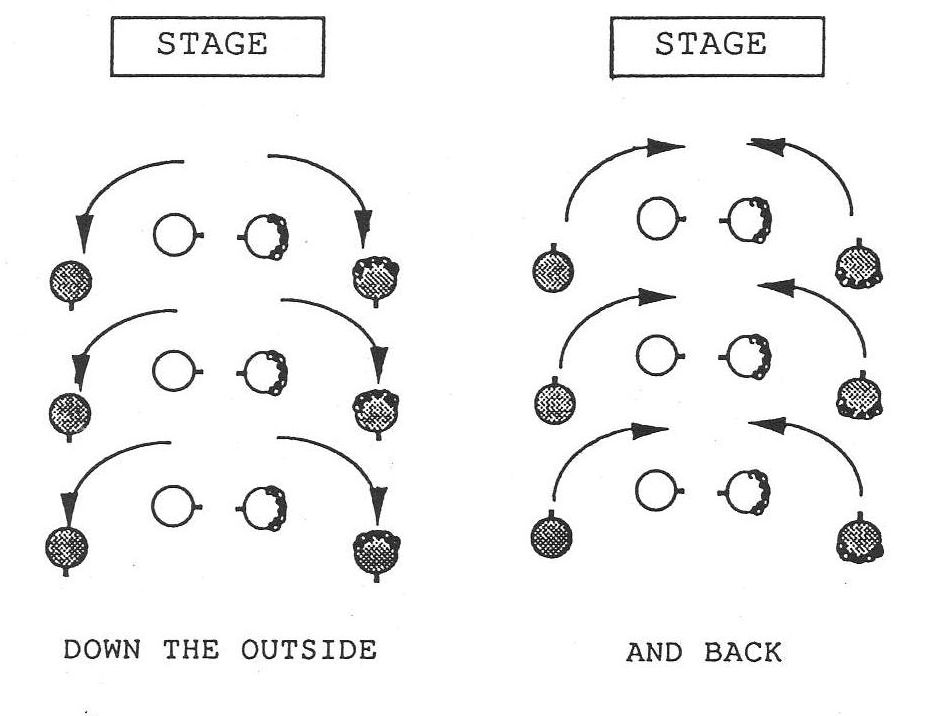 STAGE
STAGE
DOWN THE OUTSIDE
AND BACK